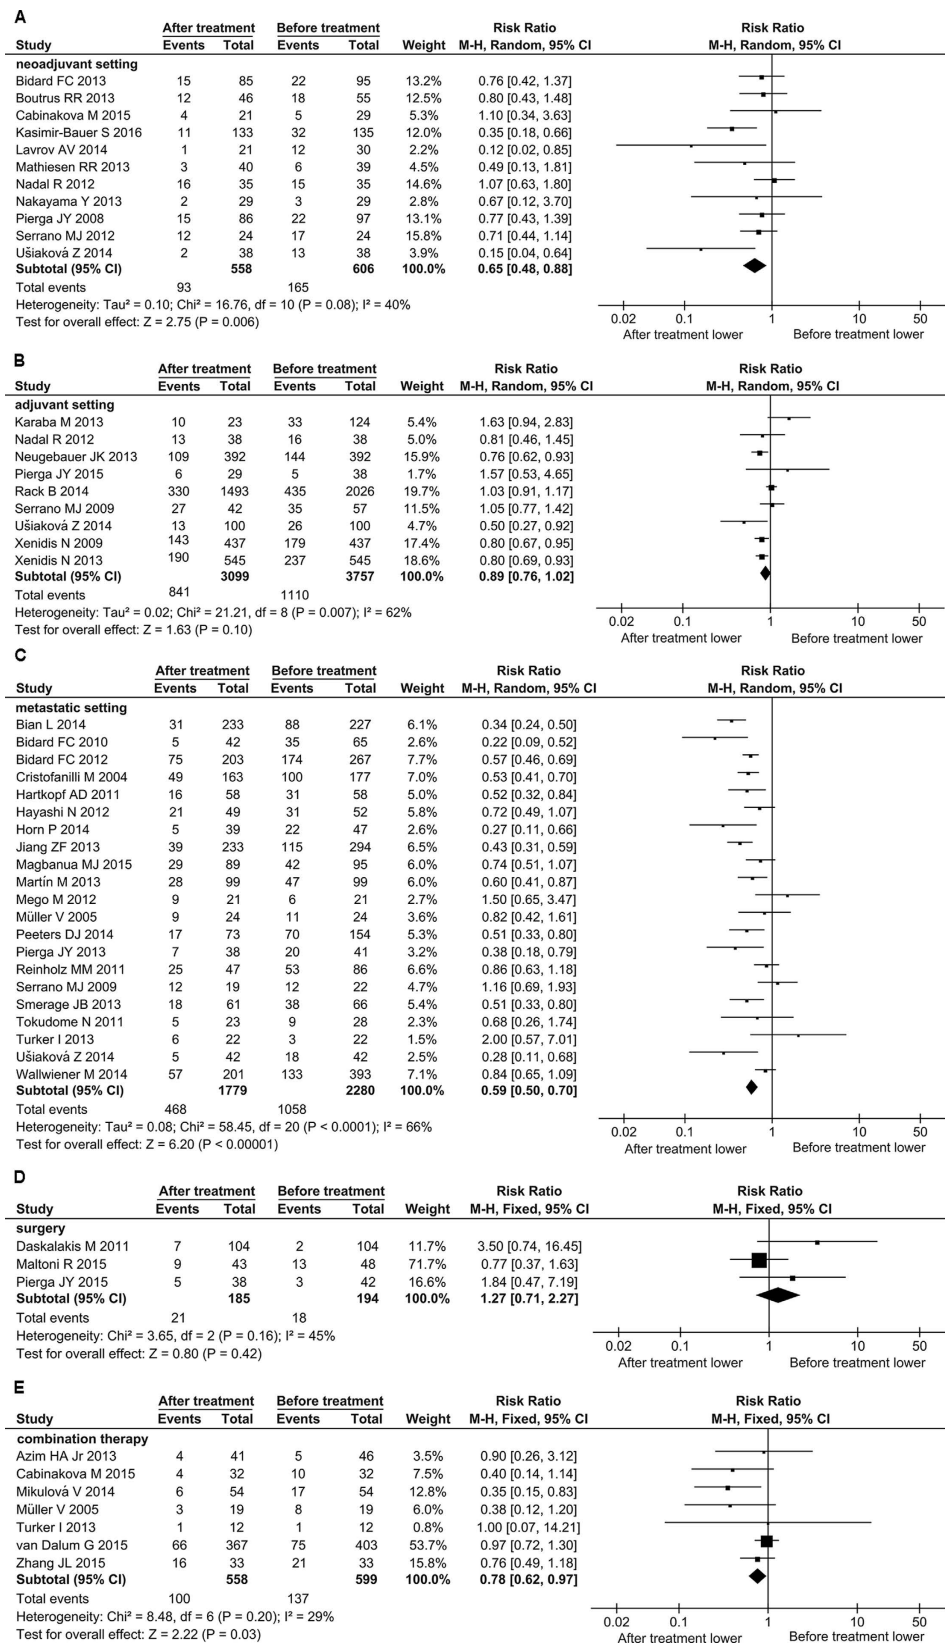 A
After treatment Before treatment Risk Ratio Risk Ratio
Study Events Total Events Total Weight M-H, Random, 95% CI M-H, Random, 95% CI
neoadjuvant setting
Bidard FC 2013 15 85 22 95 13.2% 0.76 [0.42, 1.37]
Boutrus RR 2013 12 46 18 55 12.5% 0.80 [0.43, 1.48]
Cabinakova M 2015 4 21 5 29 5.3% 1.10 [0.34, 3.63]
Kasimir-Bauer S 2016 11 133 32 135 12.0% 0.35 [0.18, 0.66]
Lavrov AV 2014 1 21 12 30 2.2% 0.12 [0.02, 0.85]
Mathiesen RR 2013 3 40 6 39 4.5% 0.49 [0.13, 1.81]
Nadal R 2012 16 35 15 35 14.6% 1.07 [0.63, 1.80]
Nakayama Y 2013 2 29 3 29 2.8% 0.67 [0.12, 3.70]
Pierga JY 2008 15 86 22 97 13.1% 0.77 [0.43, 1.39]
Serrano MJ 2012 12 24 17 24 15.8% 0.71 [0.44, 1.14]
Ušiaková Z 2014 2 38 13 38 3.9% 0.15 [0.04, 0.64]
Subtotal (95% CI) 558 606 100.0% 0.65 [0.48, 0.88]
Total events 93 165
Heterogeneity: Tau² = 0.10; Chi² = 16.76, df = 10 (P = 0.08); I² = 40%
Test for overall effect: Z = 2.75 (P = 0.006)
0.02 0.1 1 10 50
After treatment lower Before treatment lower
B
After treatment Before treatment Risk Ratio Risk Ratio
Study Events Total Events Total Weight M-H, Random, 95% CI M-H, Random, 95% CI
adjuvant setting
Karaba M 2013 10 23 33 124 5.4% 1.63 [0.94, 2.83]
Nadal R 2012 13 38 16 38 5.0% 0.81 [0.46, 1.45]
Neugebauer JK 2013 109 392 144 392 15.9% 0.76 [0.62, 0.93]
Pierga JY 2015 6 29 5 38 1.7% 1.57 [0.53, 4.65]
Rack B 2014 330 1493 435 2026 19.7% 1.03 [0.91, 1.17]
Serrano MJ 2009 27 42 35 57 11.5% 1.05 [0.77, 1.42]
Ušiaková Z 2014 13 100 26 100 4.7% 0.50 [0.27, 0.92]
Xenidis N 2009 143 437 179 437 17.4% 0.80 [0.67, 0.95]
Xenidis N 2013 190 545 237 545 18.6% 0.80 [0.69, 0.93]
Subtotal (95% CI) 3099 3757 100.0% 0.89 [0.76, 1.02]
Total events 841 1110
Heterogeneity: Tau² = 0.02; Chi² = 21.21, df = 8 (P = 0.007); I² = 62%
Test for overall effect: Z = 1.63 (P = 0.10)
0.02 0.1 1 10 50
After treatment lower Before treatment lower
C
After treatment Before treatment Risk Ratio Risk Ratio
Study Events Total Events Total Weight M-H, Random, 95% CI M-H, Random, 95% CI
metastatic setting
Bian L 2014 31 233 88 227 6.1% 0.34 [0.24, 0.50]
Bidard FC 2010 5 42 35 65 2.6% 0.22 [0.09, 0.52]
Bidard FC 2012 75 203 174 267 7.7% 0.57 [0.46, 0.69]
Cristofanilli M 2004 49 163 100 177 7.0% 0.53 [0.41, 0.70]
Hartkopf AD 2011 16 58 31 58 5.0% 0.52 [0.32, 0.84]
Hayashi N 2012 21 49 31 52 5.8% 0.72 [0.49, 1.07]
Horn P 2014 5 39 22 47 2.6% 0.27 [0.11, 0.66]
Jiang ZF 2013 39 233 115 294 6.5% 0.43 [0.31, 0.59]
Magbanua MJ 2015 29 89 42 95 6.0% 0.74 [0.51, 1.07]
Martín M 2013 28 99 47 99 6.0% 0.60 [0.41, 0.87]
Mego M 2012 9 21 6 21 2.7% 1.50 [0.65, 3.47]
Müller V 2005 9 24 11 24 3.6% 0.82 [0.42, 1.61]
Peeters DJ 2014 17 73 70 154 5.3% 0.51 [0.33, 0.80]
Pierga JY 2013 7 38 20 41 3.2% 0.38 [0.18, 0.79]
Reinholz MM 2011 25 47 53 86 6.6% 0.86 [0.63, 1.18]
Serrano MJ 2009 12 19 12 22 4.7% 1.16 [0.69, 1.93]
Smerage JB 2013 18 61 38 66 5.4% 0.51 [0.33, 0.80]
Tokudome N 2011 5 23 9 28 2.3% 0.68 [0.26, 1.74]
Turker I 2013 6 22 3 22 1.5% 2.00 [0.57, 7.01]
Ušiaková Z 2014 5 42 18 42 2.5% 0.28 [0.11, 0.68]
Wallwiener M 2014 57 201 133 393 7.1% 0.84 [0.65, 1.09]
Subtotal (95% CI) 1779 2280 100.0% 0.59 [0.50, 0.70]
Total events 468 1058
Heterogeneity: Tau² = 0.08; Chi² = 58.45, df = 20 (P < 0.0001); I² = 66%
Test for overall effect: Z = 6.20 (P < 0.00001)
0.02 0.1 1 10 50
After treatment lower Before treatment lower
D
After treatment Before treatment Risk Ratio Risk Ratio
Study Events Total Events Total Weight M-H, Fixed, 95% CI M-H, Fixed, 95% CI
surgery
Daskalakis M 2011 7 104 2 104 11.7% 3.50 [0.74, 16.45]
Maltoni R 2015 9 43 13 48 71.7% 0.77 [0.37, 1.63]
Pierga JY 2015 5 38 3 42 16.6% 1.84 [0.47, 7.19]
Subtotal (95% CI) 185 194 100.0% 1.27 [0.71, 2.27]
Total events 21 18
Heterogeneity: Chi² = 3.65, df = 2 (P = 0.16); I² = 45%
Test for overall effect: Z = 0.80 (P = 0.42)
0.02 0.1 1 10 50
After treatment lower Before treatment lower
E
After treatment Before treatment Risk Ratio Risk Ratio
Study Events Total Events Total Weight M-H, Fixed, 95% CI M-H, Fixed, 95% CI
combination therapy
Azim HA Jr 2013 4 41 5 46 3.5% 0.90 [0.26, 3.12]
Cabinakova M 2015 4 32 10 32 7.5% 0.40 [0.14, 1.14]
Mikulová V 2014 6 54 17 54 12.8% 0.35 [0.15, 0.83]
Müller V 2005 3 19 8 19 6.0% 0.38 [0.12, 1.20]
Turker I 2013 1 12 1 12 0.8% 1.00 [0.07, 14.21]
van Dalum G 2015 66 367 75 403 53.7% 0.97 [0.72, 1.30]
Zhang JL 2015 16 33 21 33 15.8% 0.76 [0.49, 1.18]
Subtotal (95% CI) 558 599 100.0% 0.78 [0.62, 0.97]
Total events 100 137
Heterogeneity: Chi² = 8.48, df = 6 (P = 0.20); I² = 29%
Test for overall effect: Z = 2.22 (P = 0.03)
0.02 0.1 1 10 50
After treatment lower Before treatment lower